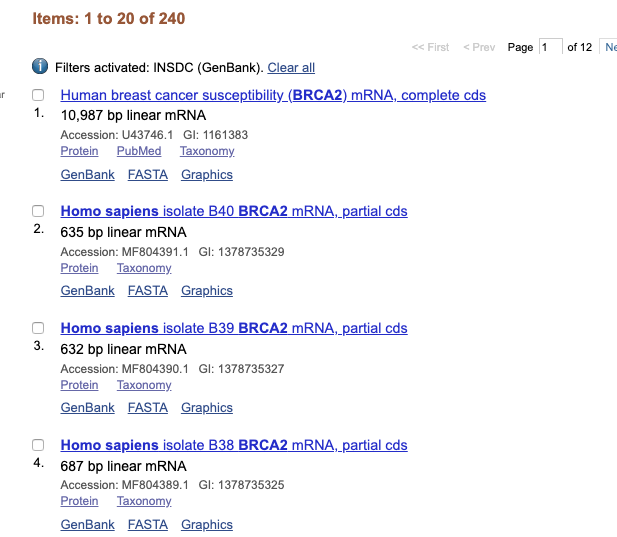 Items: 1 to 20 of 240
<< First < Prev Page 1 of 12 Ne
Filters activated: INSDC (GenBank). Clear all
Human breast cancer susceptibility (BRCA2) mRNA, complete cds
1. 10,987 bp linear mRNA
Accession: U43746.1 GI: 1161383
Protein PubMed Taxonomy
GenBank FASTA Graphics
Homo sapiens isolate B40 BRCA2 mRNA, partial cds
2. 635 bp linear mRNA
Accession: MF804391.1 GI: 1378735329
Protein Taxonomy
GenBank FASTA Graphics
Homo sapiens isolate B39 BRCA2 mRNA, partial cds
3. 632 bp linear mRNA
Accession: MF804390.1 GI: 1378735327
Protein Taxonomy
GenBank FASTA Graphics
Homo sapiens isolate B38 BRCA2 mRNA, partial cds
4. 687 bp linear mRNA
Accession: MF804389.1 GI: 1378735325
Protein Taxonomy
GenBank FASTA Graphics